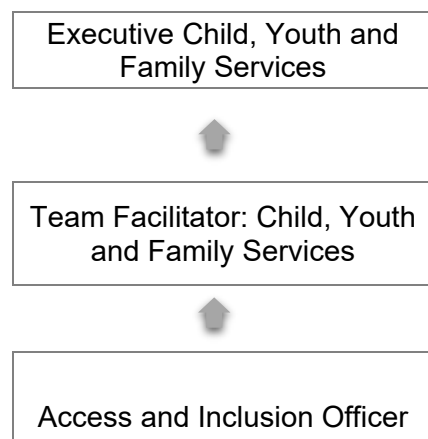 Executive Child, Youth and
Family Services
Team Facilitator: Child, Youth
and Family Services
Access and Inclusion Officer